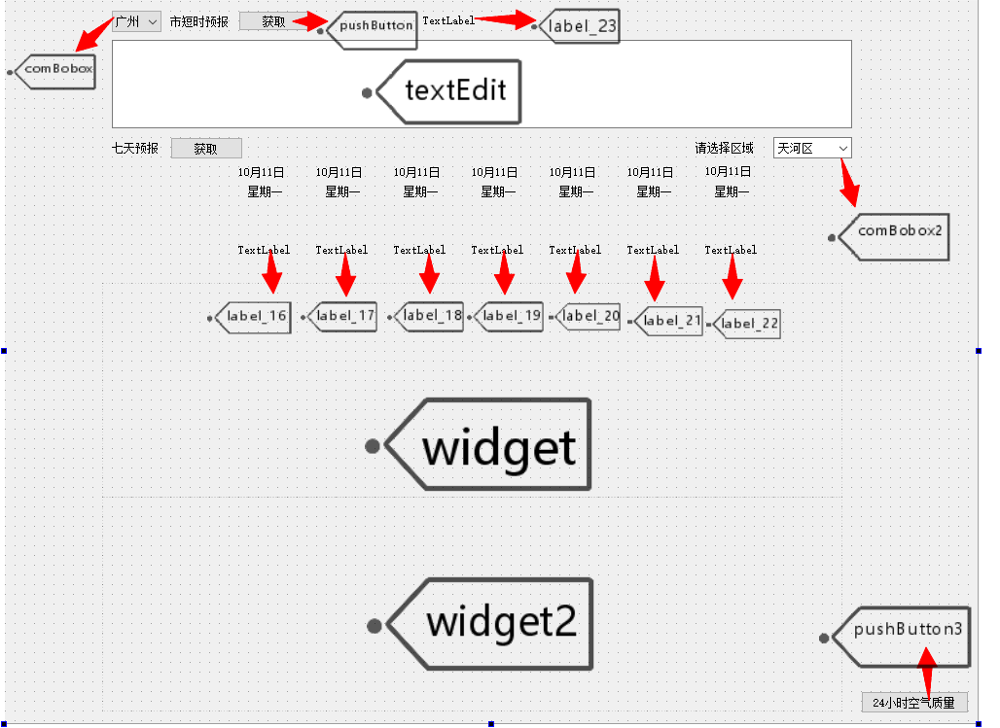 广州 市短时预报 获取 pushButton TextLabel label_23
comBobox
textEdit
七天预报 获取 请选择区域 天河区
10月11日 10月11日 10月11日 10月11日 10月11日 10月11日 10月11日
星期一 星期一 星期一 星期一 星期一 星期一 星期一
comBobox2
TextLabel TextLabel TextLabel TextLabel TextLabel TextLabel TextLabel
label_16 label_17 label_18 label_19 label_20 label_21 label_22
widget
widget2
pushButton3
24小时空气质量